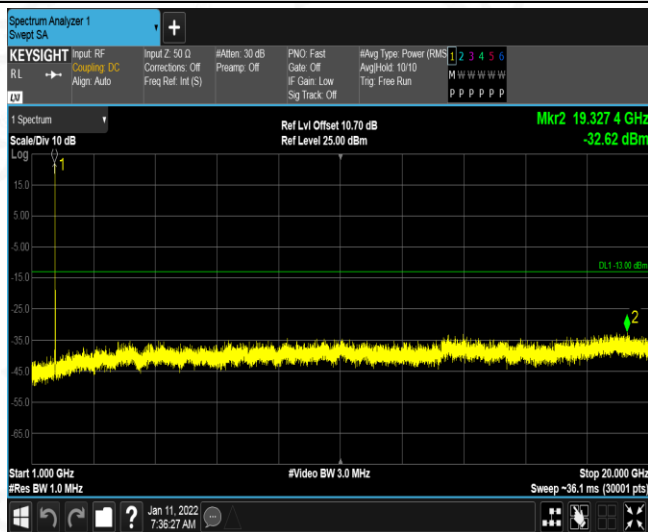 Spectrum Analyzer 1
Swept SA
+
KEYSIGHT
RL
Input: RF
Coupling: DC
Align: Auto
Input Z: 50 Ω
Corrections: Off
Freq Ref: Int (S)
#Atten: 30 dB
Preamp: Off
PNO: Fast
Gate: Off
IF Gain: Low
Sig Track: Off
#Avg Type: Power (RMS
Avg|Hold: 10/10
Trig: Free Run
1 2 3 4 5 6
M W W W W W
P P P P P P
1 Spectrum
Scale/Div 10 dB
Ref Lvl Offset 10.70 dB
Ref Level 25.00 dBm
Mkr2 19.327 4 GHz
-32.62 dBm
Log
1
15.0
5.00
-5.00
DL1 -13.00 dBm
-15.0
-25.0
2
-35.0
-45.0
-55.0
-65.0
Start 1.000 GHz
#Video BW 3.0 MHz
Stop 20.000 GHz
#Res BW 1.0 MHz
Sweep ~36.1 ms (30001 pts)
?
Jan 11, 2022
7:36:27 AM